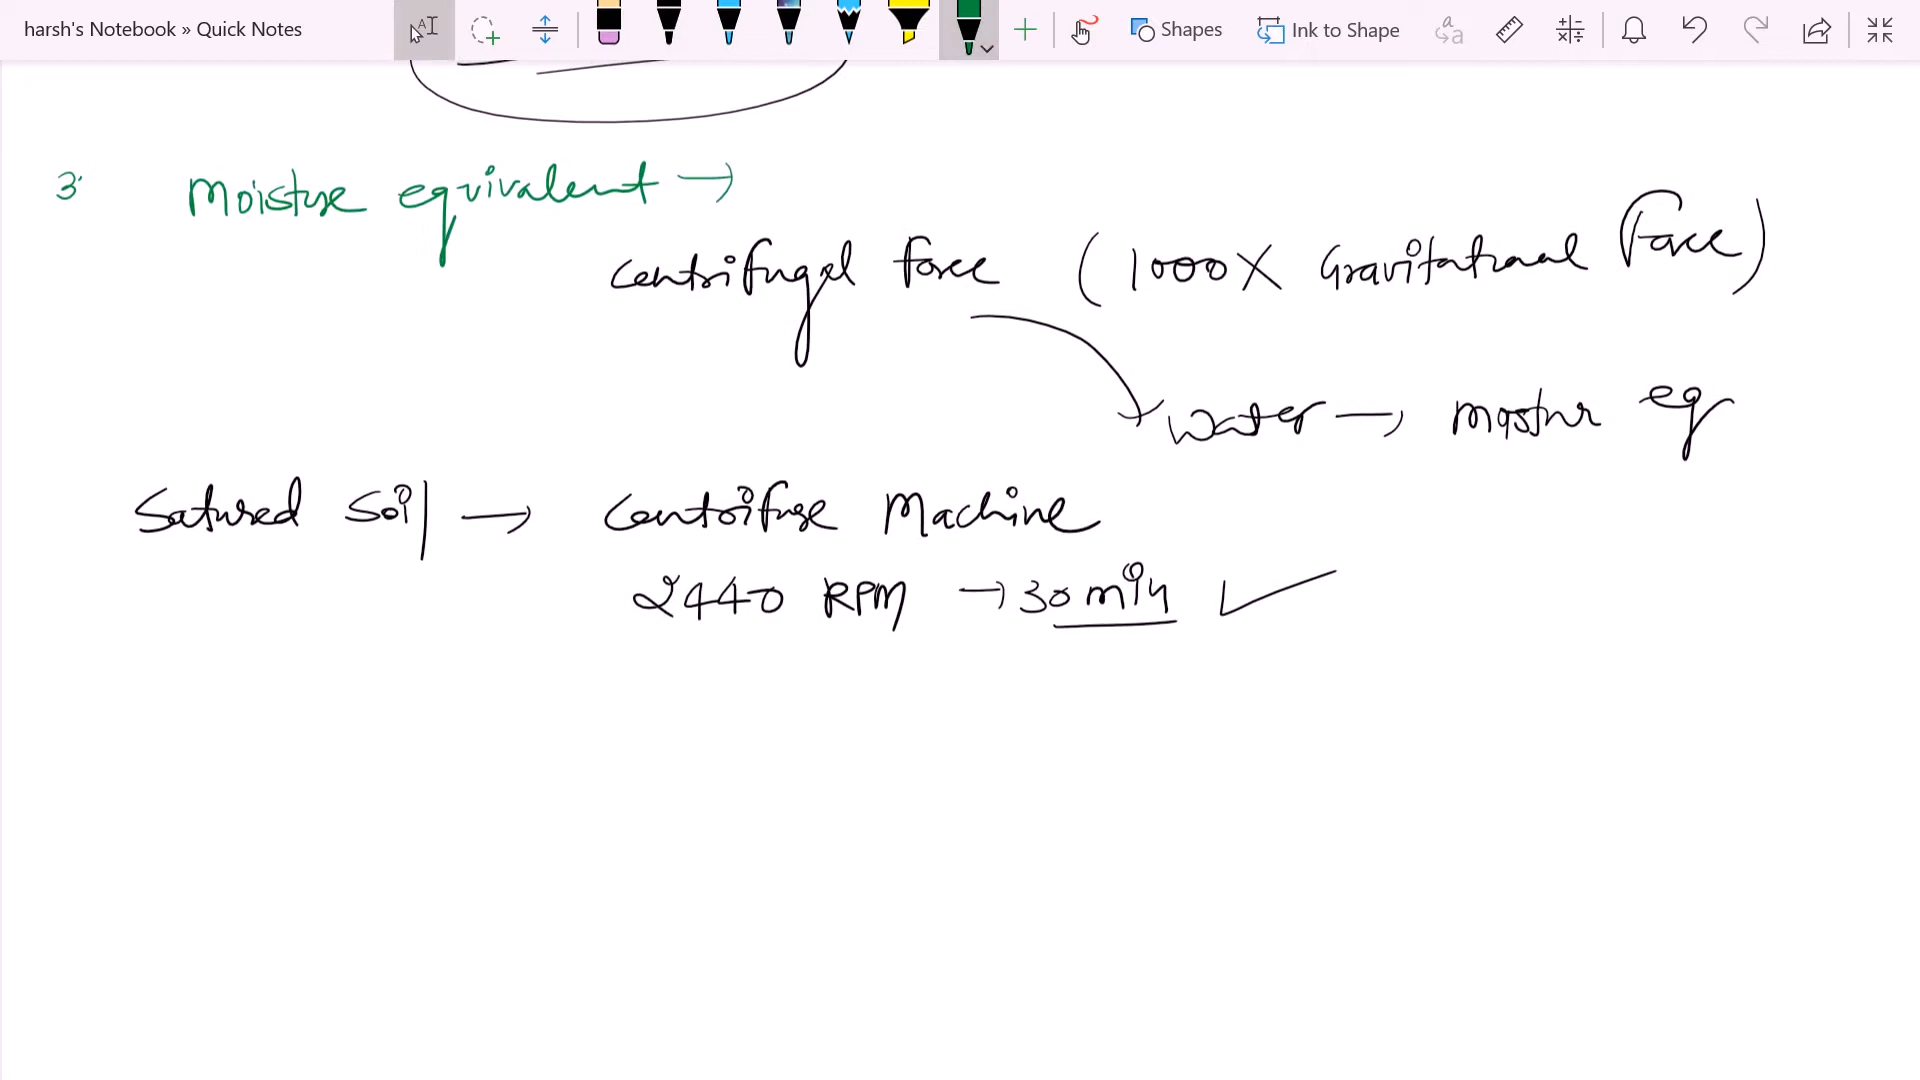 harsh's Notebook » Quick Notes Shapes Ink to Shape
3. Moisture equivalent →
Centrifugal force (1000X Gravitational Force)
Water → Mostur eq
Satured Soil → Centrifuge Machine
2440 RPM → 30 min ✓